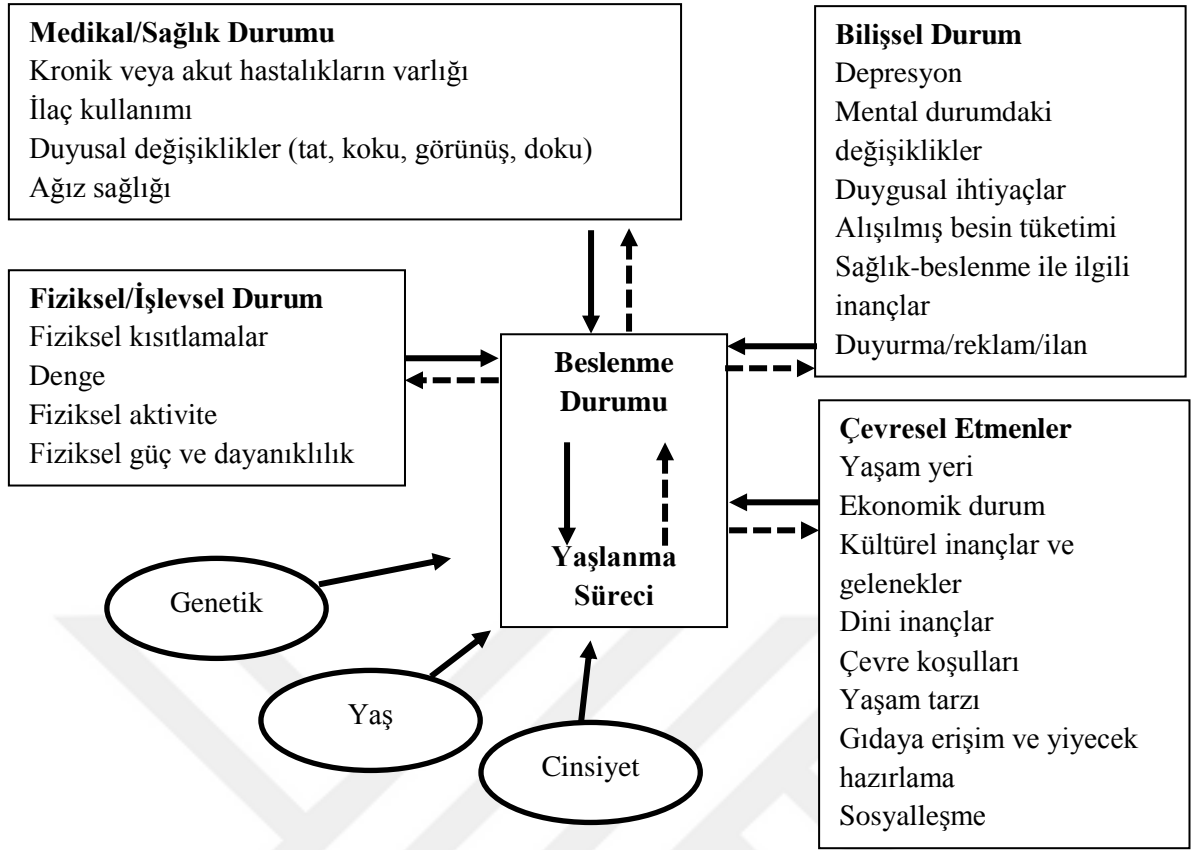 Medikal/Sağlık Durumu
Kronik veya akut hastalıkların varlığı
İlaç kullanımı
Duyusal değişiklikler (tat, koku, görünüş, doku)
Ağız sağlığı
Bilişsel Durum
Depresyon
Mental durumdaki
değişiklikler
Duygusal ihtiyaçlar
Alışılmış besin tüketimi
Sağlık-beslenme ile ilgili
inançlar
Duyurma/reklam/ilan
Fiziksel/İşlevsel Durum
Fiziksel kısıtlamalar
Denge
Fiziksel aktivite
Fiziksel güç ve dayanıklılık
Beslenme
Durumu
Yaşlanma
Süreci
Çevresel Etmenler
Yaşam yeri
Ekonomik durum
Kültürel inançlar ve
gelenekler
Dini inançlar
Çevre koşulları
Yaşam tarzı
Gıdaya erişim ve yiyecek
hazırlama
Sosyalleşme
Genetik
Yaş
Cinsiyet